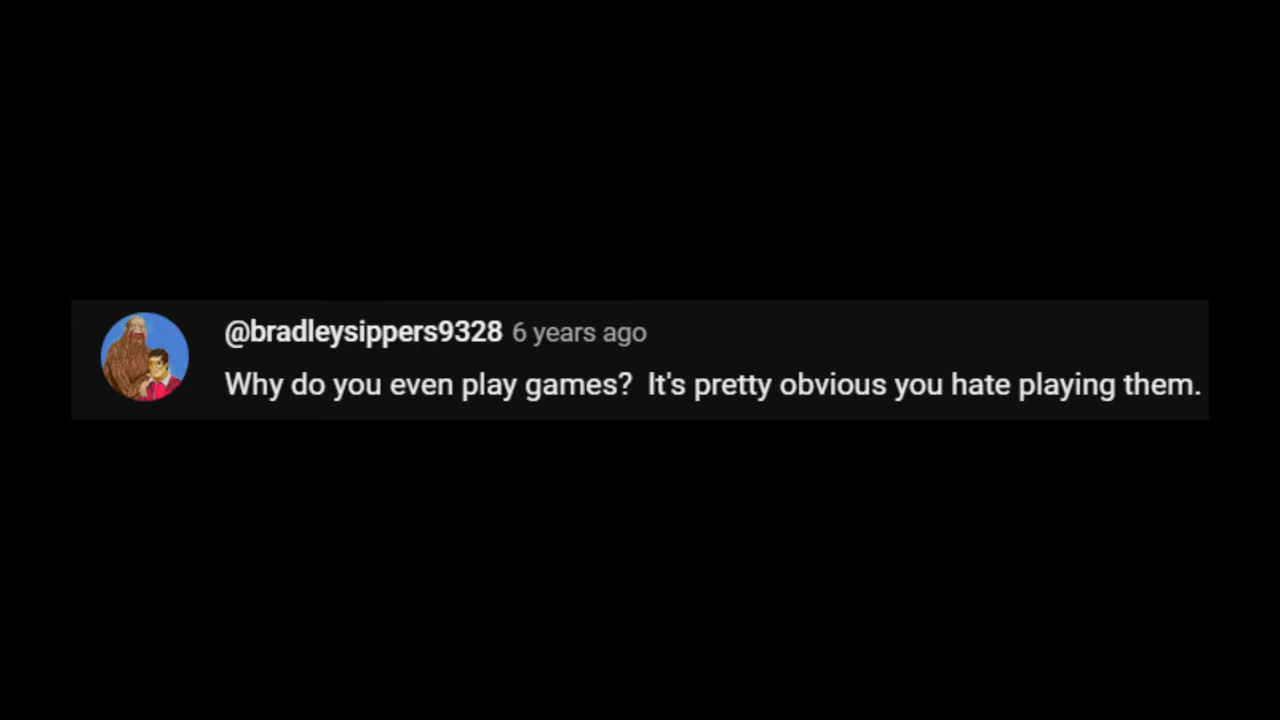 @bradleysippers9328 6 years ago
Why do you even play games?  It's pretty obvious you hate playing them.